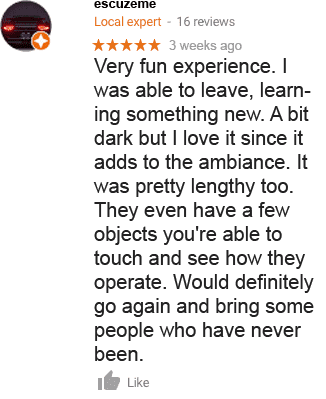 escuzeme
Local expert - 16 reviews
★★★★★ 3 weeks ago
Very fun experience. I
was able to leave, learn-
ing something new. A bit
dark but I love it since it
adds to the ambiance. It
was pretty lengthy too.
They even have a few
objects you're able to
touch and see how they
operate. Would definitely
go again and bring some
people who have never
been.
Like